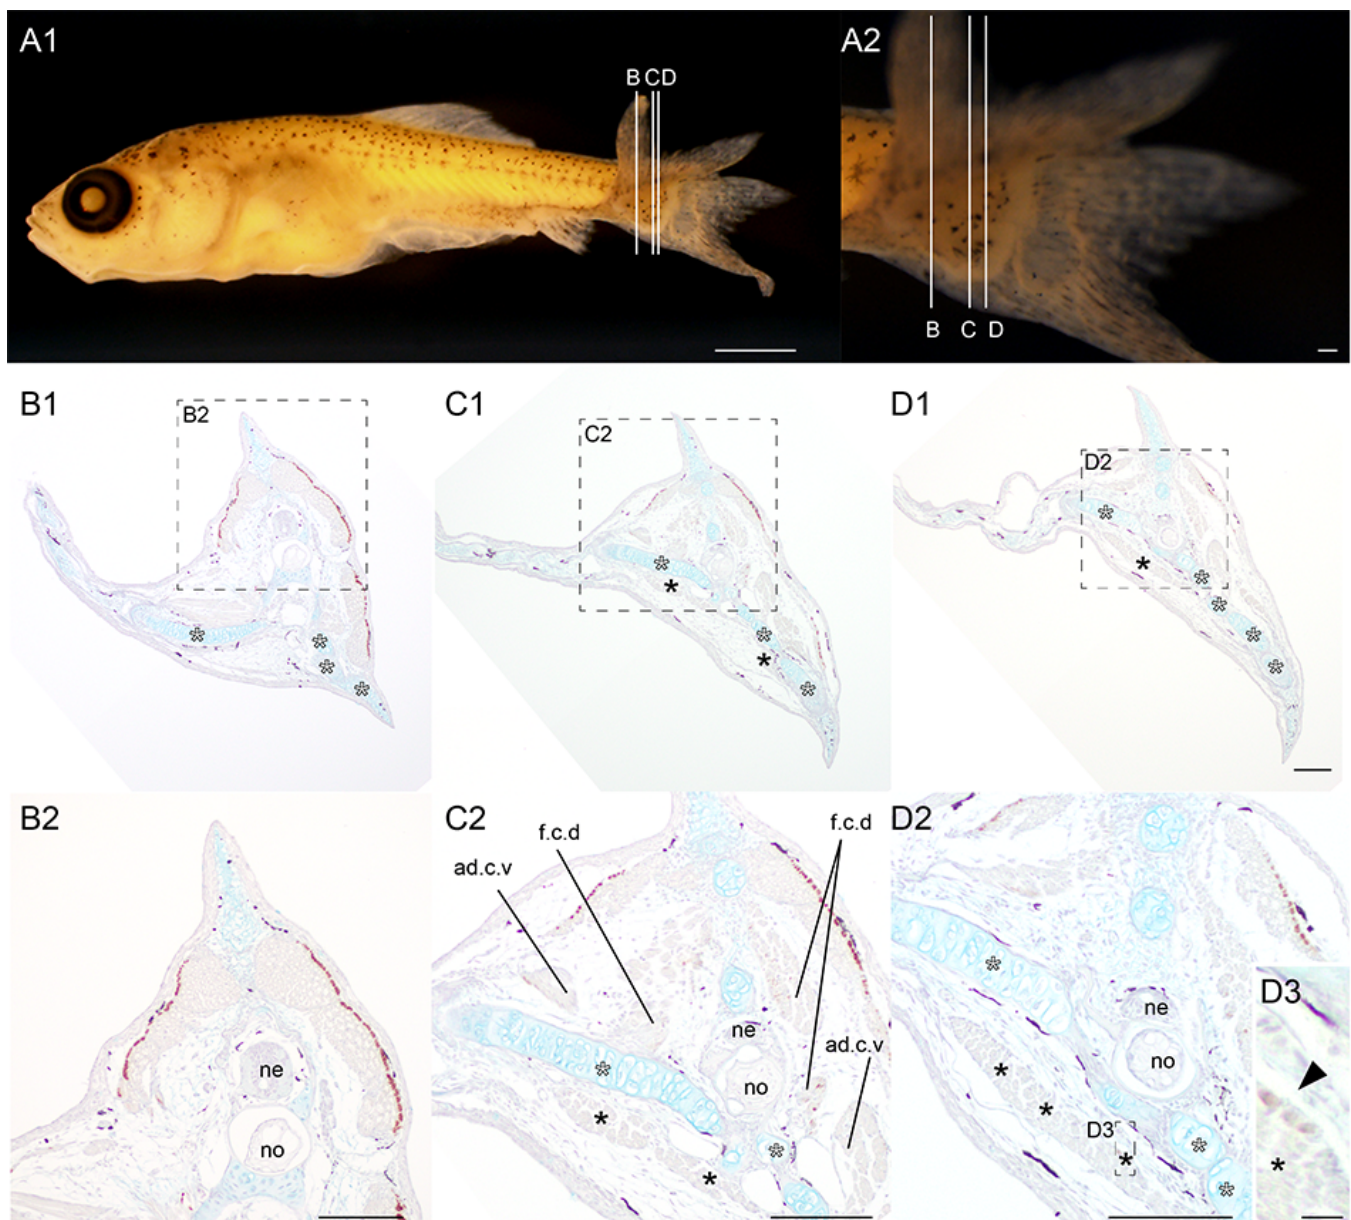 A1
A2
B CD
B C D
B1
B2
C1
C2
D1
D2
B2
C2
f.c.d
f.c.d
D2
ad.c.v
ne
no
ne
no
ad.c.v
ne
no
D3
D3